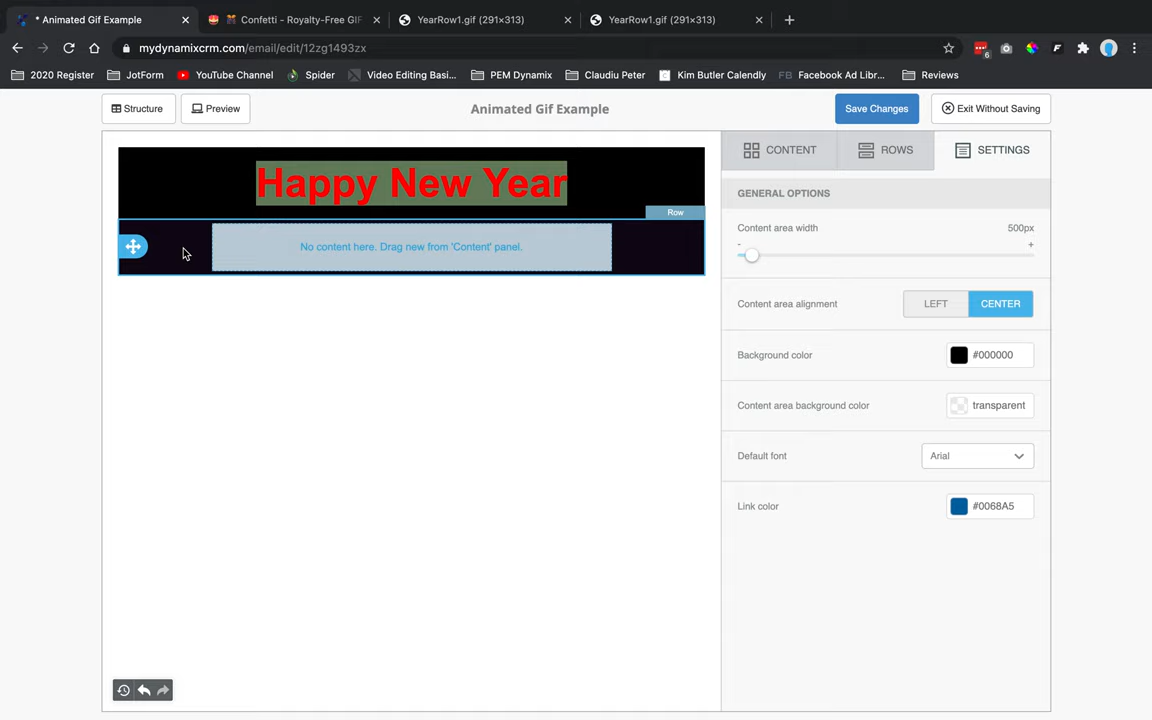 * Animated Gif Example
Confetti - Royalty-Free GIF
YearRow1.gif (291×313)
YearRow1.gif (291×313)
mydynamixcrm.com/email/edit/12zg1493zx
6
2020 Register
JotForm
YouTube Channel
Spider
Video Editing Basi...
PEM Dynamix
Claudiu Peter
Kim Butler Calendly
FB Facebook Ad Libr...
Reviews
Structure
Preview
Animated Gif Example
Save Changes
Exit Without Saving
Happy New Year
Row
No content here. Drag new from 'Content' panel.
CONTENT
ROWS
SETTINGS
GENERAL OPTIONS
Content area width
500px
-
+
Content area alignment
LEFT
CENTER
Background color
#000000
Content area background color
transparent
Default font
Arial
Link color
#0068A5